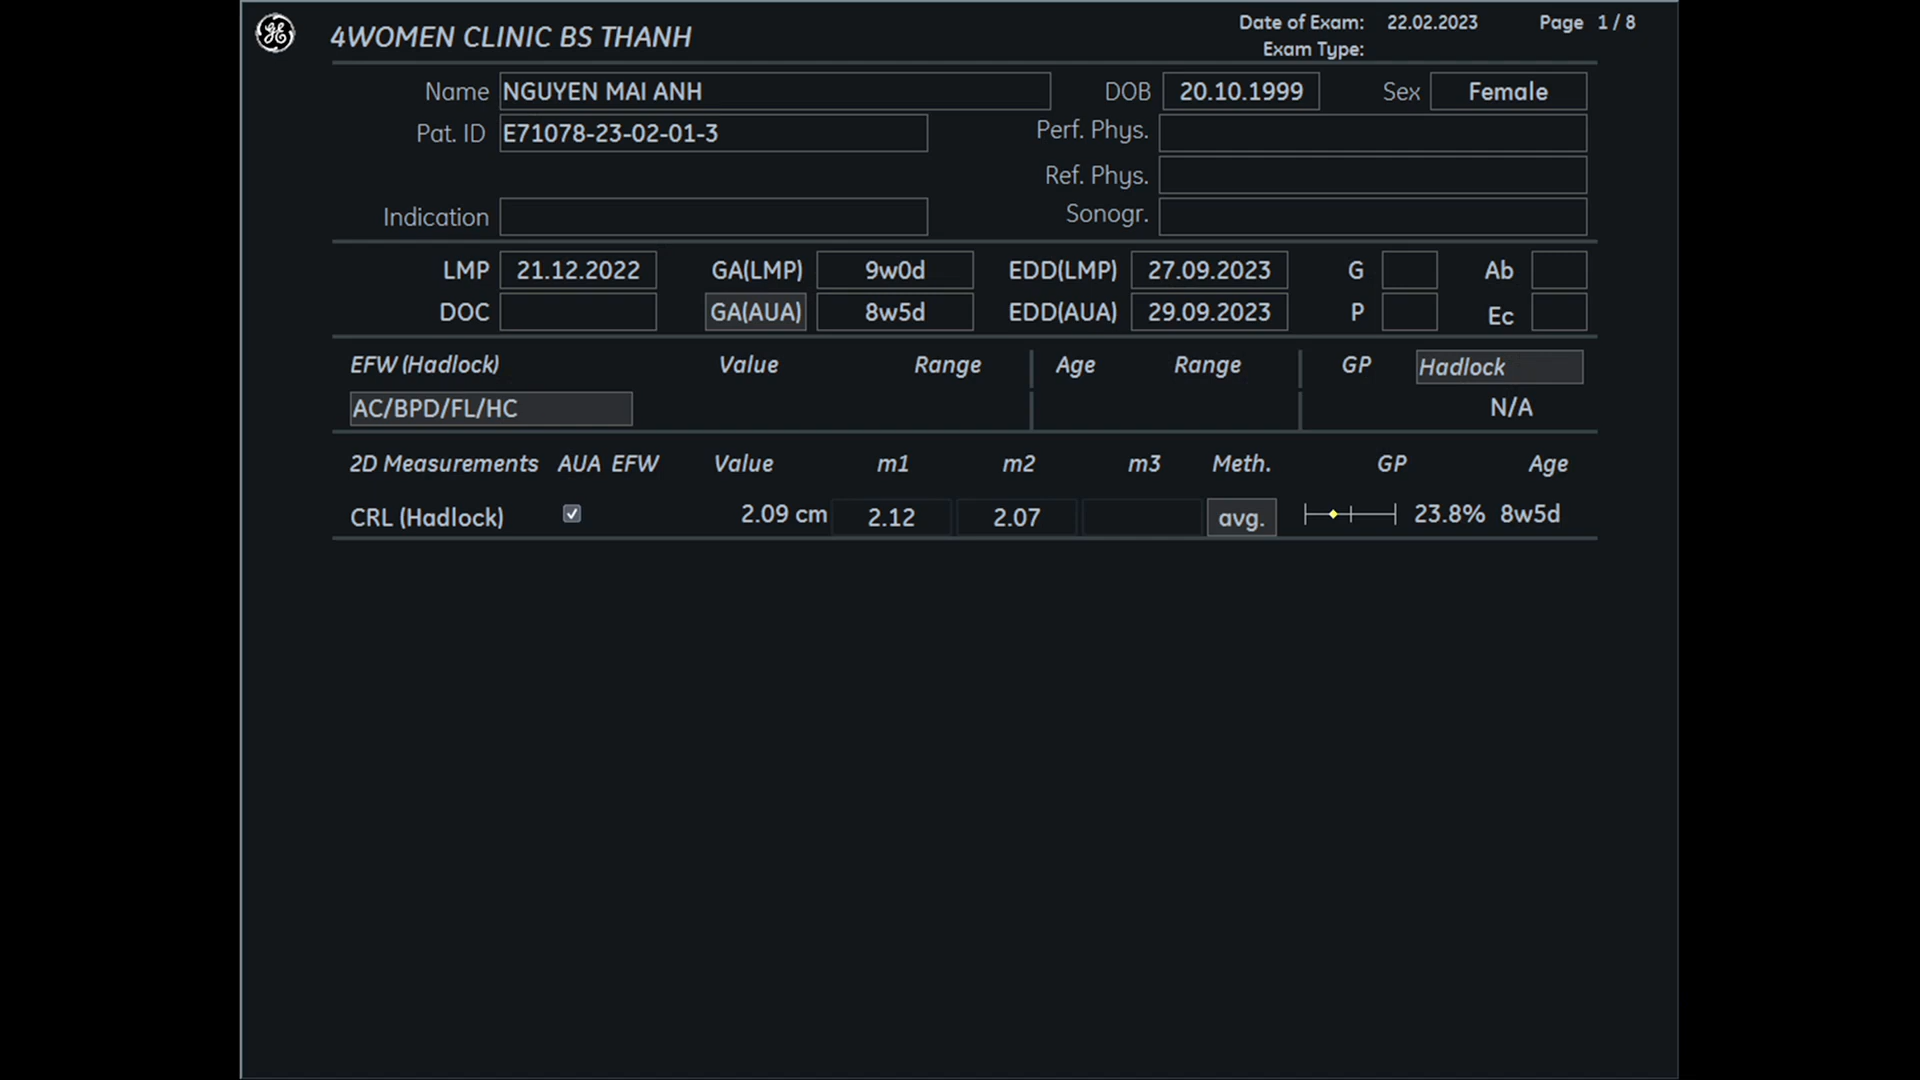 GE
4WOMEN CLINIC BS THANH
Date of Exam: 22.02.2023 Page 1 / 8
Exam Type:
Name NGUYEN MAI ANH DOB 20.10.1999 Sex Female
Pat. ID E71078-23-02-01-3 Perf. Phys.
Ref. Phys.
Indication Sonogr.
LMP 21.12.2022 GA(LMP) 9w0d EDD(LMP) 27.09.2023 G Ab
DOC GA(AUA) 8w5d EDD(AUA) 29.09.2023 P Ec
EFW (Hadlock) Value Range Age Range GP Hadlock
AC/BPD/FL/HC N/A
2D Measurements AUA EFW Value m1 m2 m3 Meth. GP Age
CRL (Hadlock) 2.09 cm 2.12 2.07 avg. 23.8% 8w5d